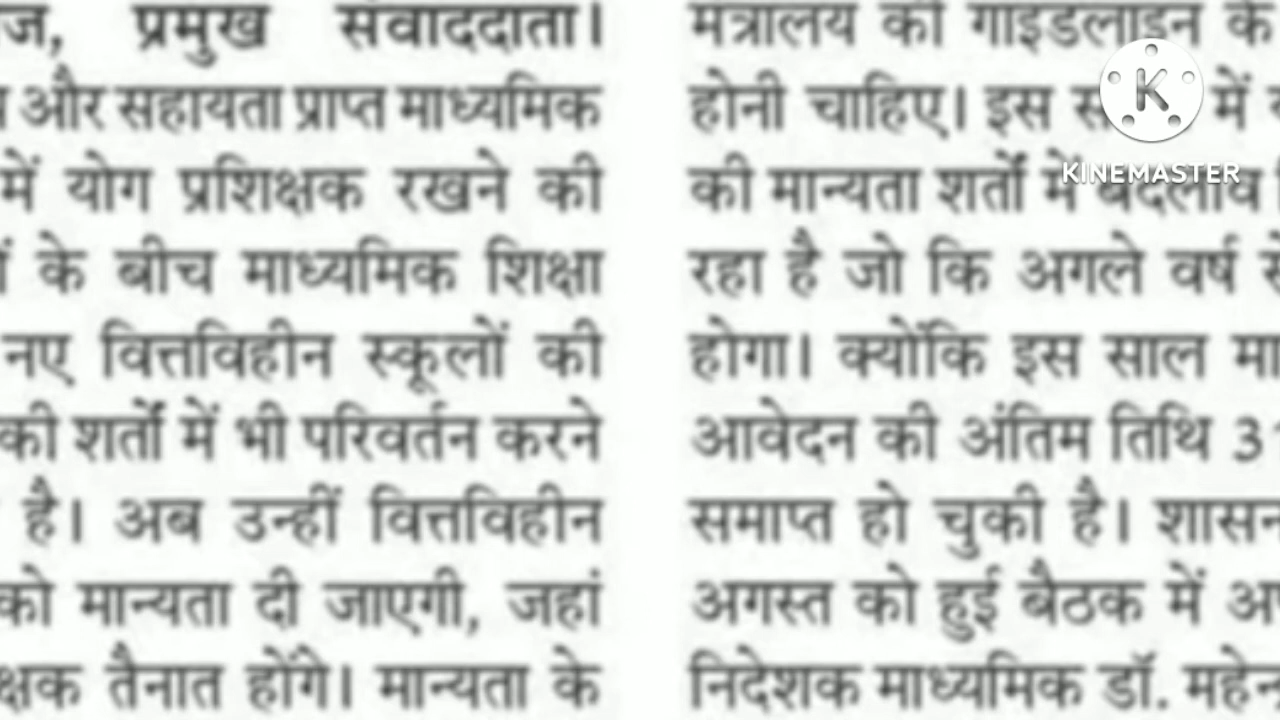 प्रमुख संवाददाता।
और सहायता प्राप्त माध्यमिक
में योग प्रशिक्षक रखने की
के बीच माध्यमिक शिक्षा
नए वित्तविहीन स्कूलों की
की शर्तों में भी परिवर्तन करने
है। अब उन्हीं वित्तविहीन
को मान्यता दी जाएगी, जहां
तैनात होंगे। मान्यता के
मंत्रालय की गाइडलाइन के
होनी चाहिए। इस में
की मान्यता शर्तों में बदलाव
रहा है जो कि अगले वर्ष
होगा। क्योंकि इस साल
आवेदन की अंतिम तिथि
समाप्त हो चुकी है। शासन
अगस्त को हुई बैठक में
निदेशक माध्यमिक डॉ.
K
KINEMASTER